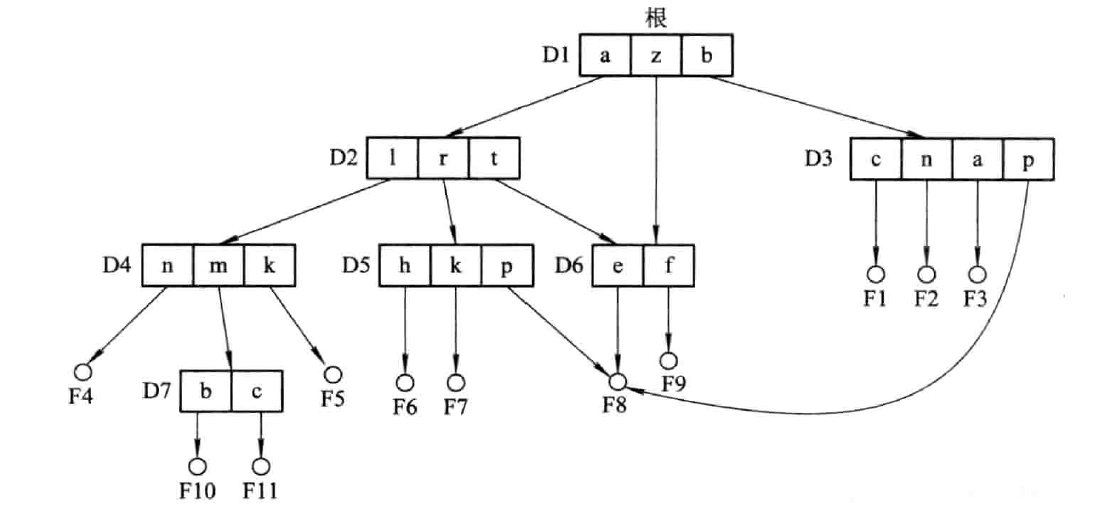 根
D1 a z b
D2 l r t
D3 c n a p
D4 n m k
D5 h k p
D6 e f
F1 F2 F3
F4
D7 b c
F5
F6 F7
F8
F9
F10 F11